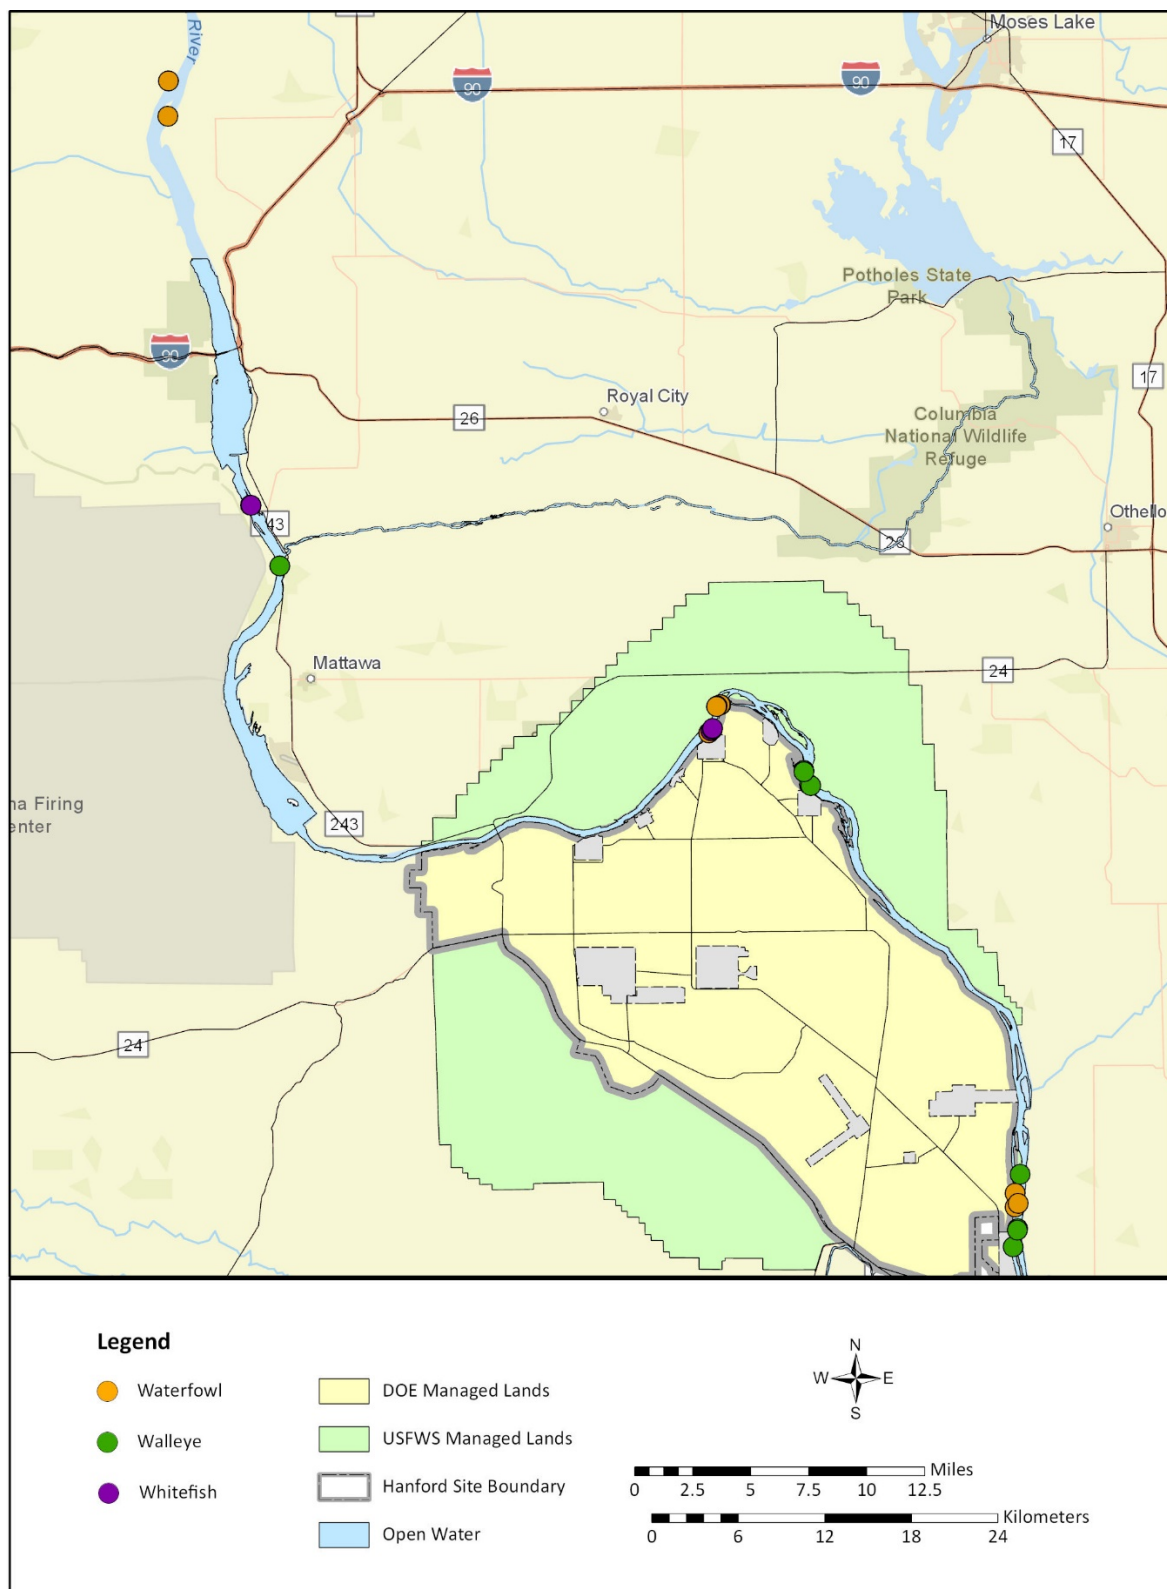 River
Moses Lake
90
90
17
Potholes State
Park
90
17
Royal City
26
Columbia
National Wildlife
Refuge
43
26
Othello
Mattawa
24
na Firing
enter
243
24
Legend
Waterfowl
Walleye
Whitefish
DOE Managed Lands
USFWS Managed Lands
Hanford Site Boundary
Open Water
N
W
E
S
Miles
0
2.5
5
7.5
10
12.5
Kilometers
0
6
12
18
24